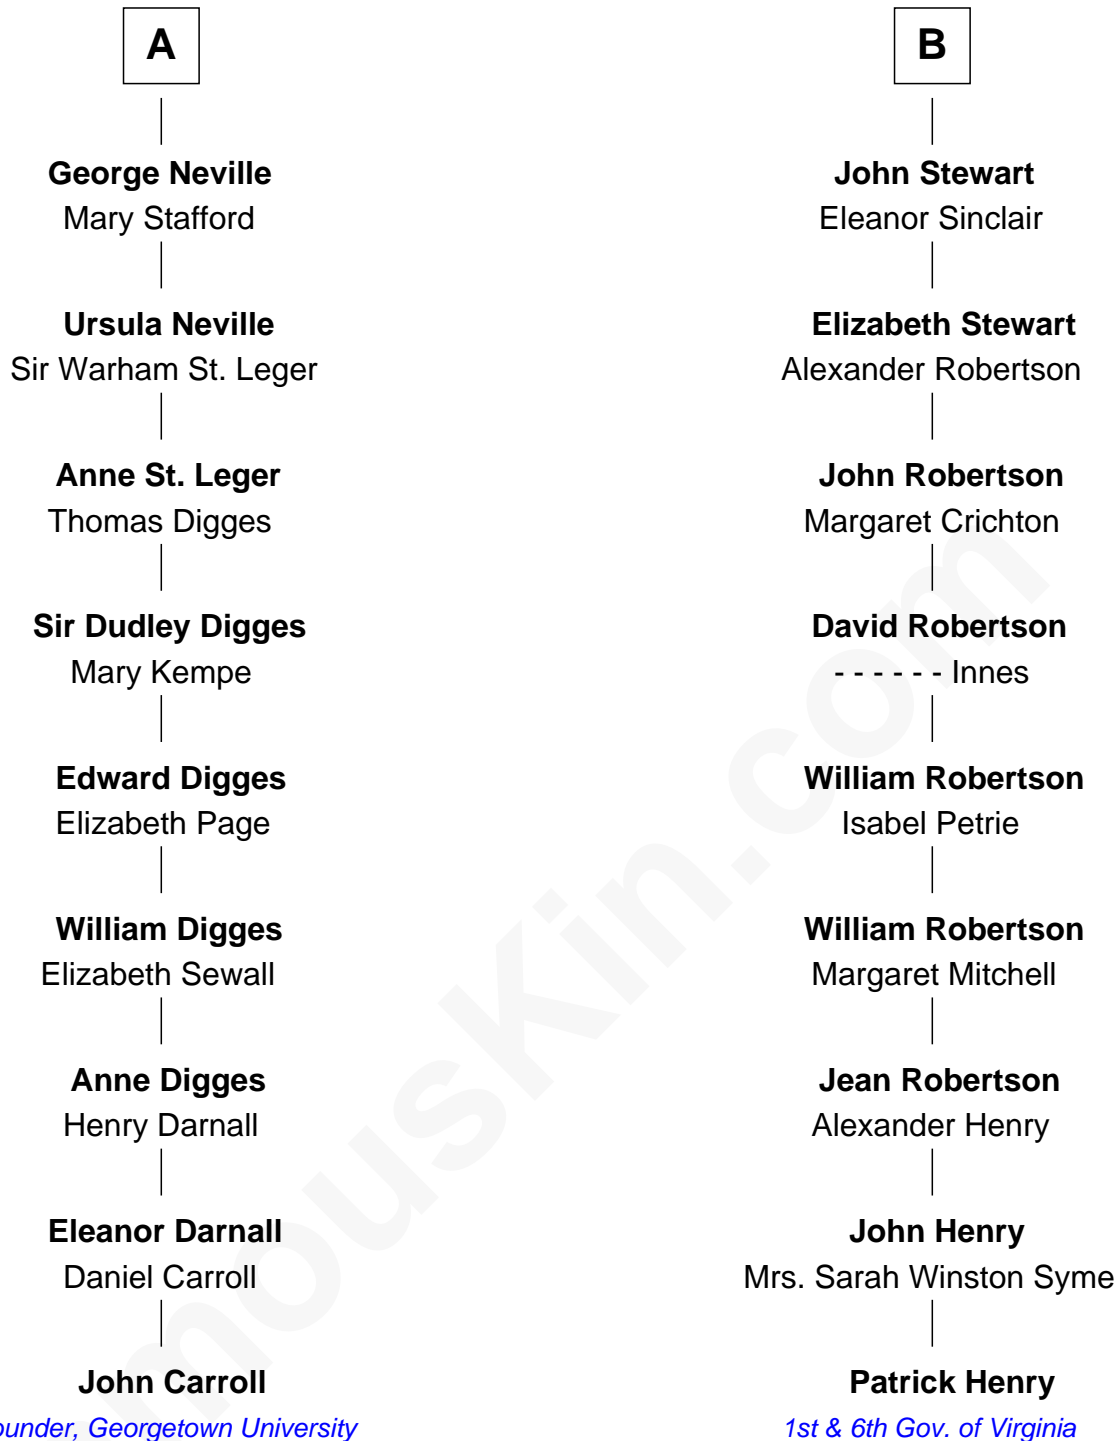 A
George Neville
Mary Stafford
Ursula Neville
Sir Warham St. Leger
Anne St. Leger
Thomas Digges
Sir Dudley Digges
Mary Kempe
Edward Digges
Elizabeth Page
William Digges
Elizabeth Sewall
Anne Digges
Henry Darnall
Eleanor Darnall
Daniel Carroll
John Carroll
ounder, Georgetown University
B
John Stewart
Eleanor Sinclair
Elizabeth Stewart
Alexander Robertson
John Robertson
Margaret Crichton
David Robertson
- - - - - - Innes
William Robertson
Isabel Petrie
William Robertson
Margaret Mitchell
Jean Robertson
Alexander Henry
John Henry
Mrs. Sarah Winston Syme
Patrick Henry
1st & 6th Gov. of Virginia
mouskin.com